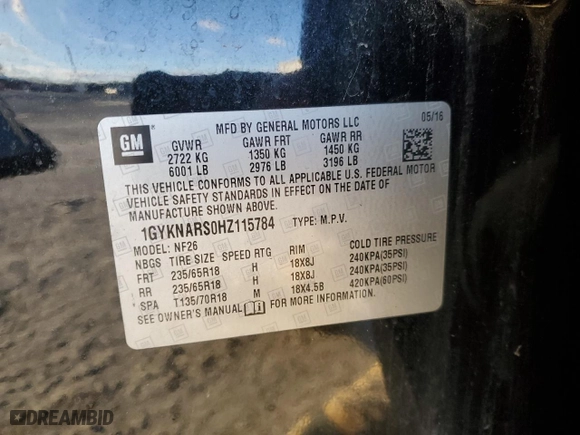 MFD BY GENERAL MOTORS LLC
05/16
GM
GVWR GAWR FRT GAWR RR
2722 KG 1350 KG 1450 KG
6001 LB 2976 LB 3196 LB
THIS VEHICLE CONFORMS TO ALL APPLICABLE U.S. FEDERAL MOTOR
VEHICLE SAFETY STANDARDS IN EFFECT ON THE DATE OF
MANUFACTURE SHOWN ABOVE.
1GYKNARS0HZ115784 TYPE: M.P.V.
MODEL: NF26
NBGS TIRE SIZE SPEED RTG RIM COLD TIRE PRESSURE
FRT 235/65R18 H 18X8J 240KPA(35PSI)
RR 235/65R18 H 18X8J 240KPA(35PSI)
SPA T135/70R18 M 18X4.5B 420KPA(60PSI)
SEE OWNER'S MANUAL FOR MORE INFORMATION.
DREAMBID